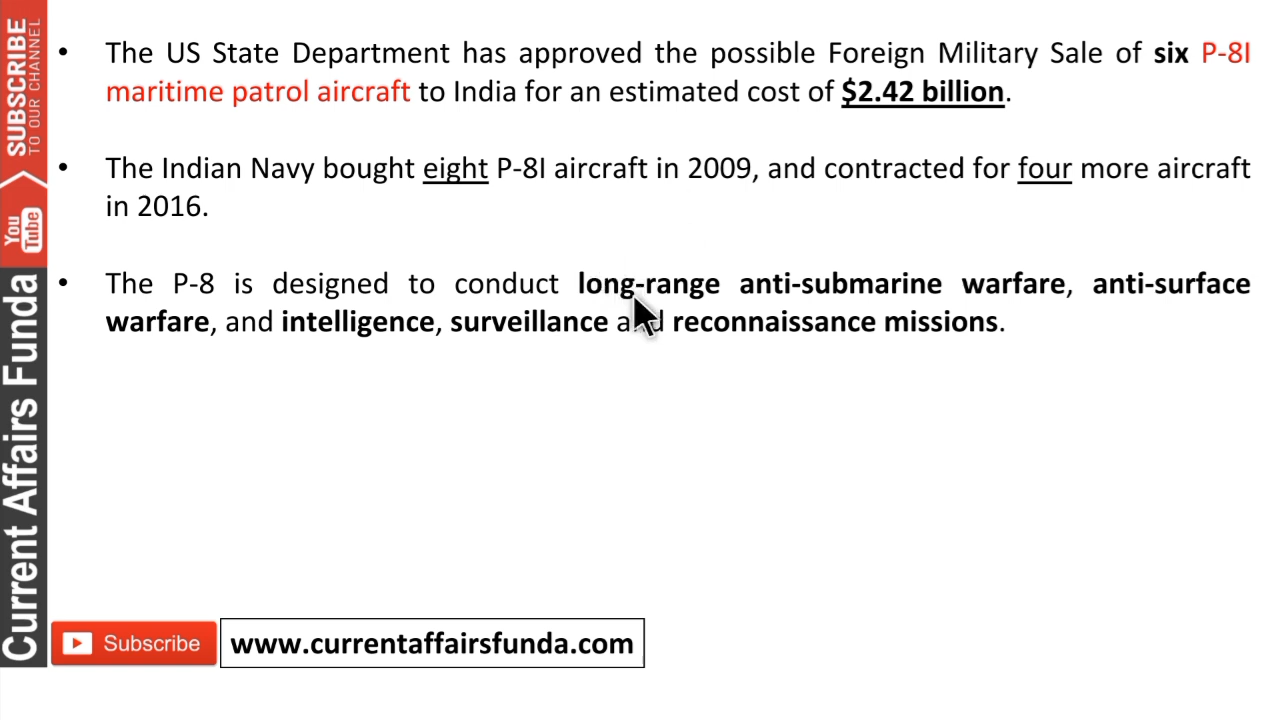 • The US State Department has approved the possible Foreign Military Sale of six P-8I
maritime patrol aircraft to India for an estimated cost of $2.42 billion.
• The Indian Navy bought eight P-8I aircraft in 2009, and contracted for four more aircraft
in 2016.
• The P-8 is designed to conduct long-range anti-submarine warfare, anti-surface
warfare, and intelligence, surveillance and reconnaissance missions.
SUBSCRIBE
TO OUR CHANNEL
You
Tube
Current Affairs Funda
Subscribe
www.currentaffairsfunda.com